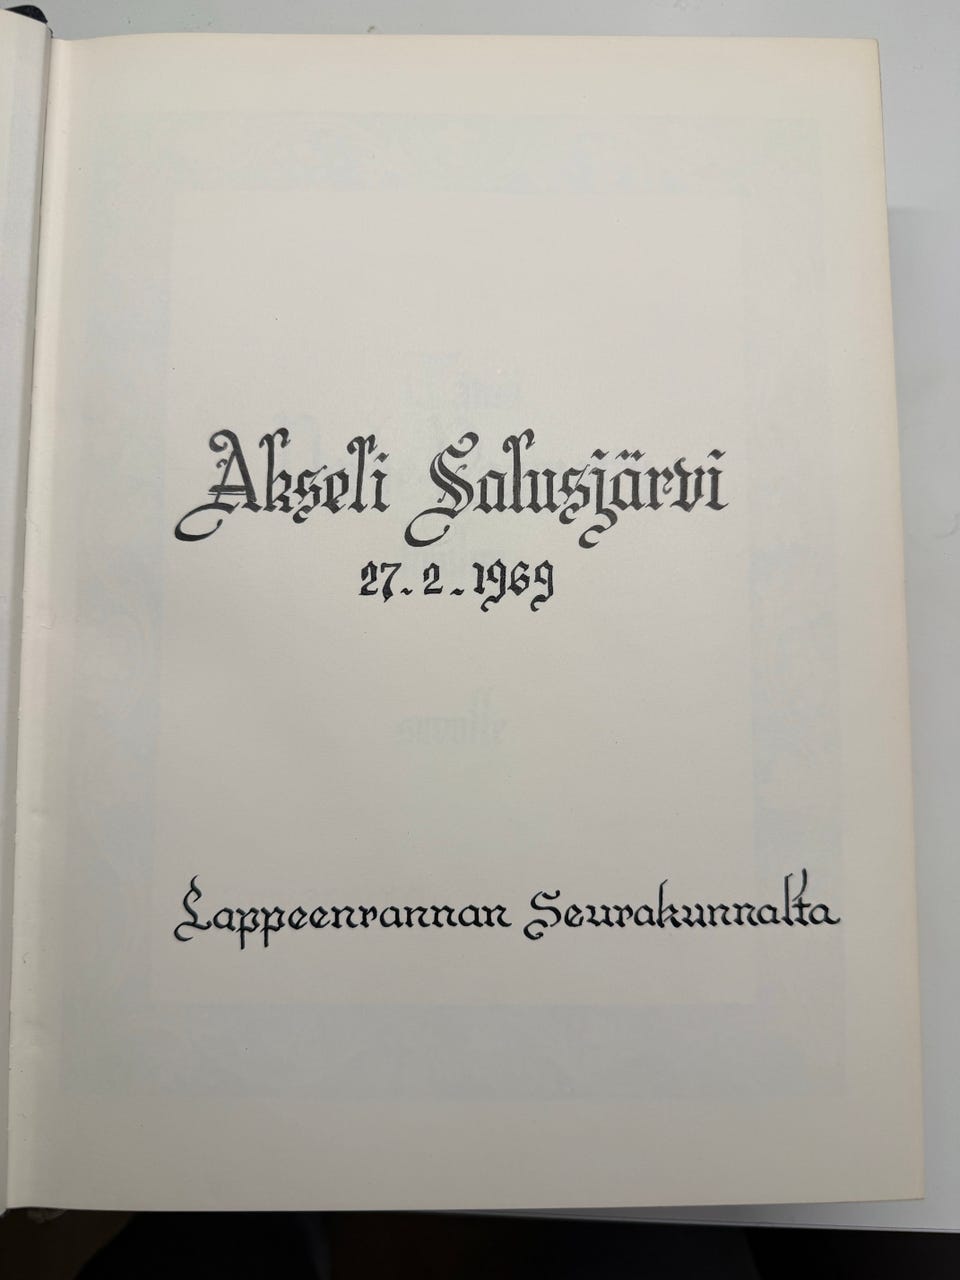 Akseli Salusjärvi
27.2.1969
Lappeenrannan Seurakunnalta